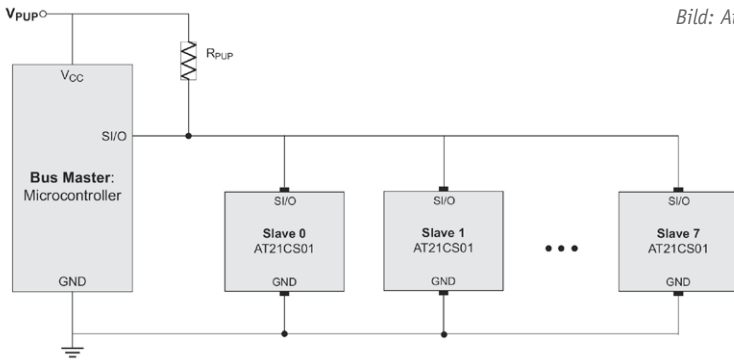 VPUP
Bild: At
RPUP
VCC
SI/O
Bus Master:
Microcontroller
GND
SI/O
Slave 0
AT21CS01
GND
SI/O
Slave 1
AT21CS01
GND
SI/O
Slave 7
AT21CS01
GND